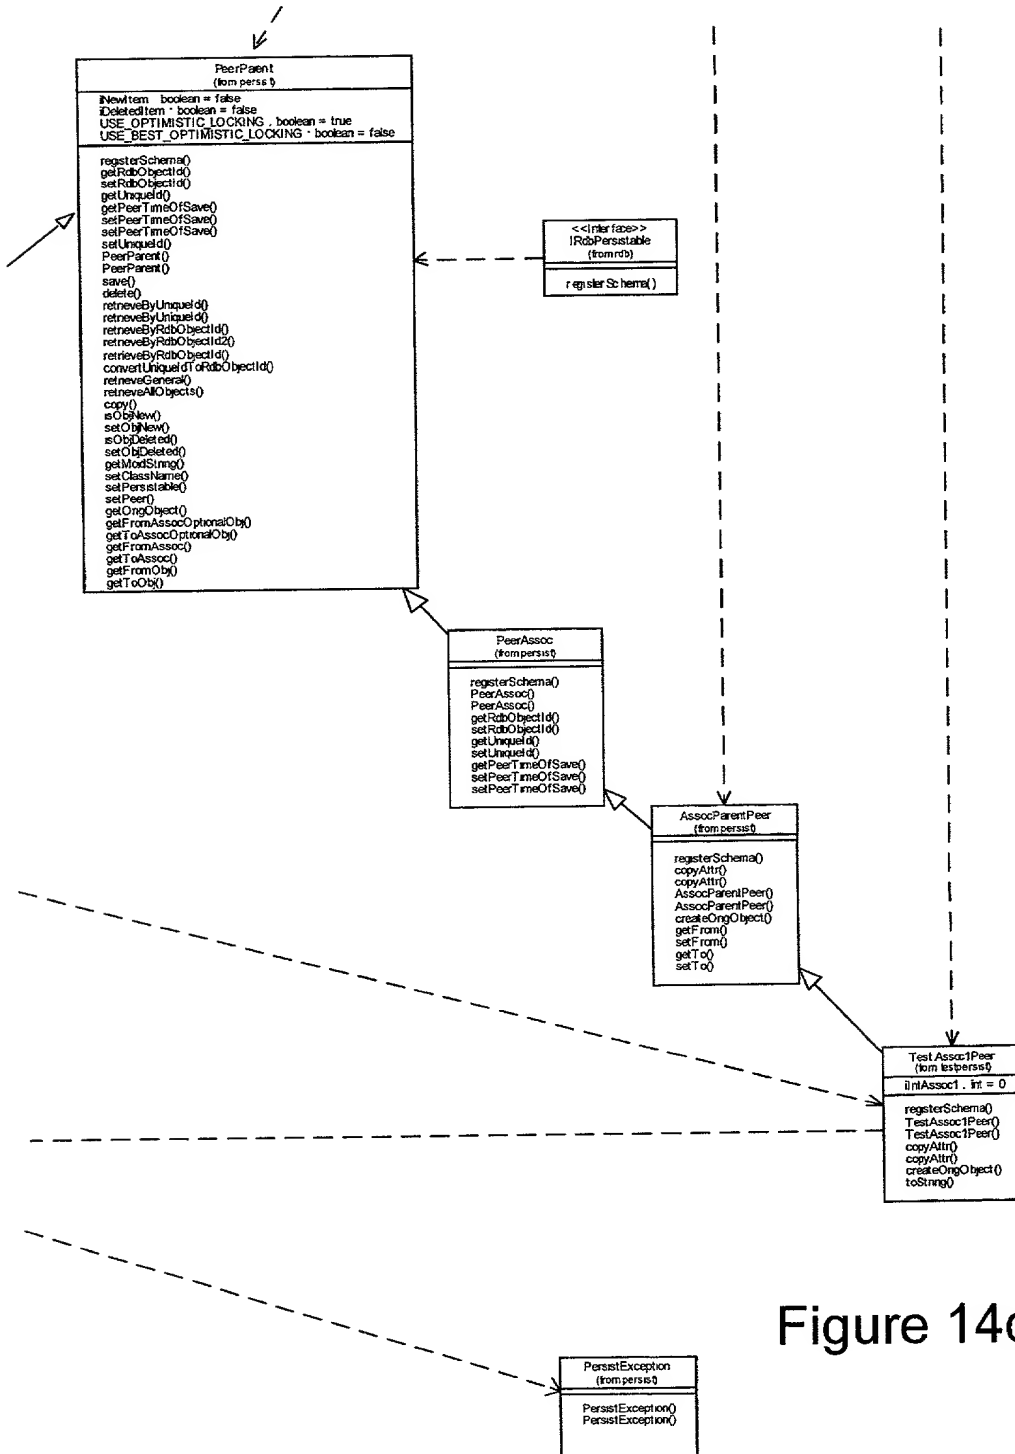 PeerParent
(from persist)
iNewItem boolean = false
iDeletedItem · boolean = false
USE_OPTIMISTIC_LOCKING . boolean = true
USE_BEST_OPTIMISTIC_LOCKING · boolean = false
registerSchema()
getRdbObjectId()
setRdbObjectId()
getUniqueId()
getPeerTimeOfSave()
setPeerTimeOfSave()
setPeerTimeOfSave()
setUniqueId()
PeerParent()
PeerParent()
save()
delete()
retrieveByUniqueId()
retrieveByUniqueId()
retrieveByRdbObjectId()
retrieveByRdbObjectId2()
retrieveByRdbObjectId()
convertUniqueIdToRdbObjectId()
retrieveGeneral()
retrieveAllObjects()
copy()
isObjNew()
setObjNew()
isObjDeleted()
setObjDeleted()
getModString()
setClassName()
setPersistable()
setPeer()
getOrigObject()
getFromAssocOptionalObj()
getToAssocOptionalObj()
getFromAssoc()
getToAssoc()
getFromObj()
getToObj()
<<Interface>>
IRdbPersistable
(from rdb)
registerSchema()
PeerAssoc
(from persist)
registerSchema()
PeerAssoc()
PeerAssoc()
getRdbObjectId()
setRdbObjectId()
getUniqueId()
setUniqueId()
getPeerTimeOfSave()
setPeerTimeOfSave()
setPeerTimeOfSave()
AssocParentPeer
(from persist)
registerSchema()
copyAttr()
copyAttr()
AssocParentPeer()
AssocParentPeer()
createOrigObject()
getFrom()
setFrom()
getTo()
setTo()
TestAssoc1Peer
(from testpersist)
iIntAssoc1 . int = 0
registerSchema()
TestAssoc1Peer()
TestAssoc1Peer()
copyAttr()
copyAttr()
createOrigObject()
toString()
Figure 14c
PersistException
(from persist)
PersistException()
PersistException()